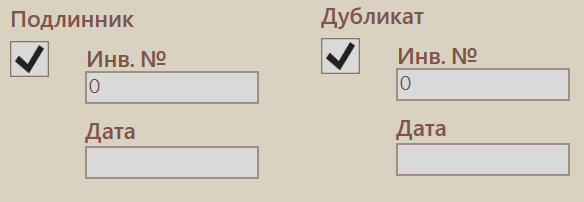 Подлинник
Инв. №
0
Дата
Дубликат
Инв. №
0
Дата